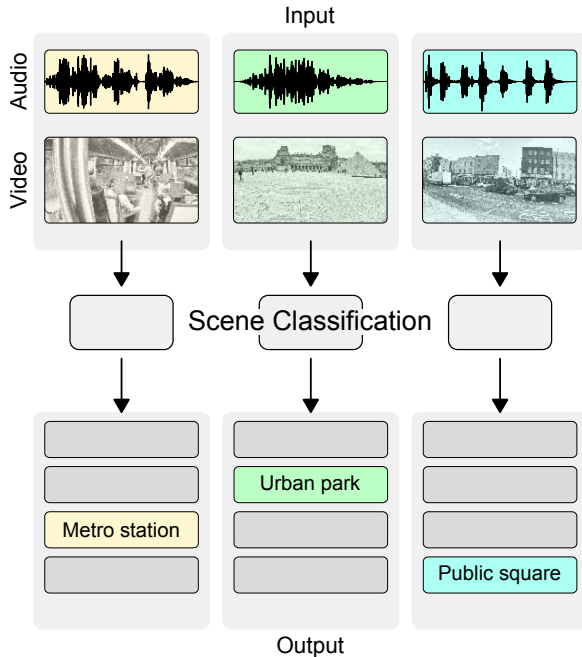 Input
Audio
Video
Scene Classification
Urban park
Metro station
Public square
Output